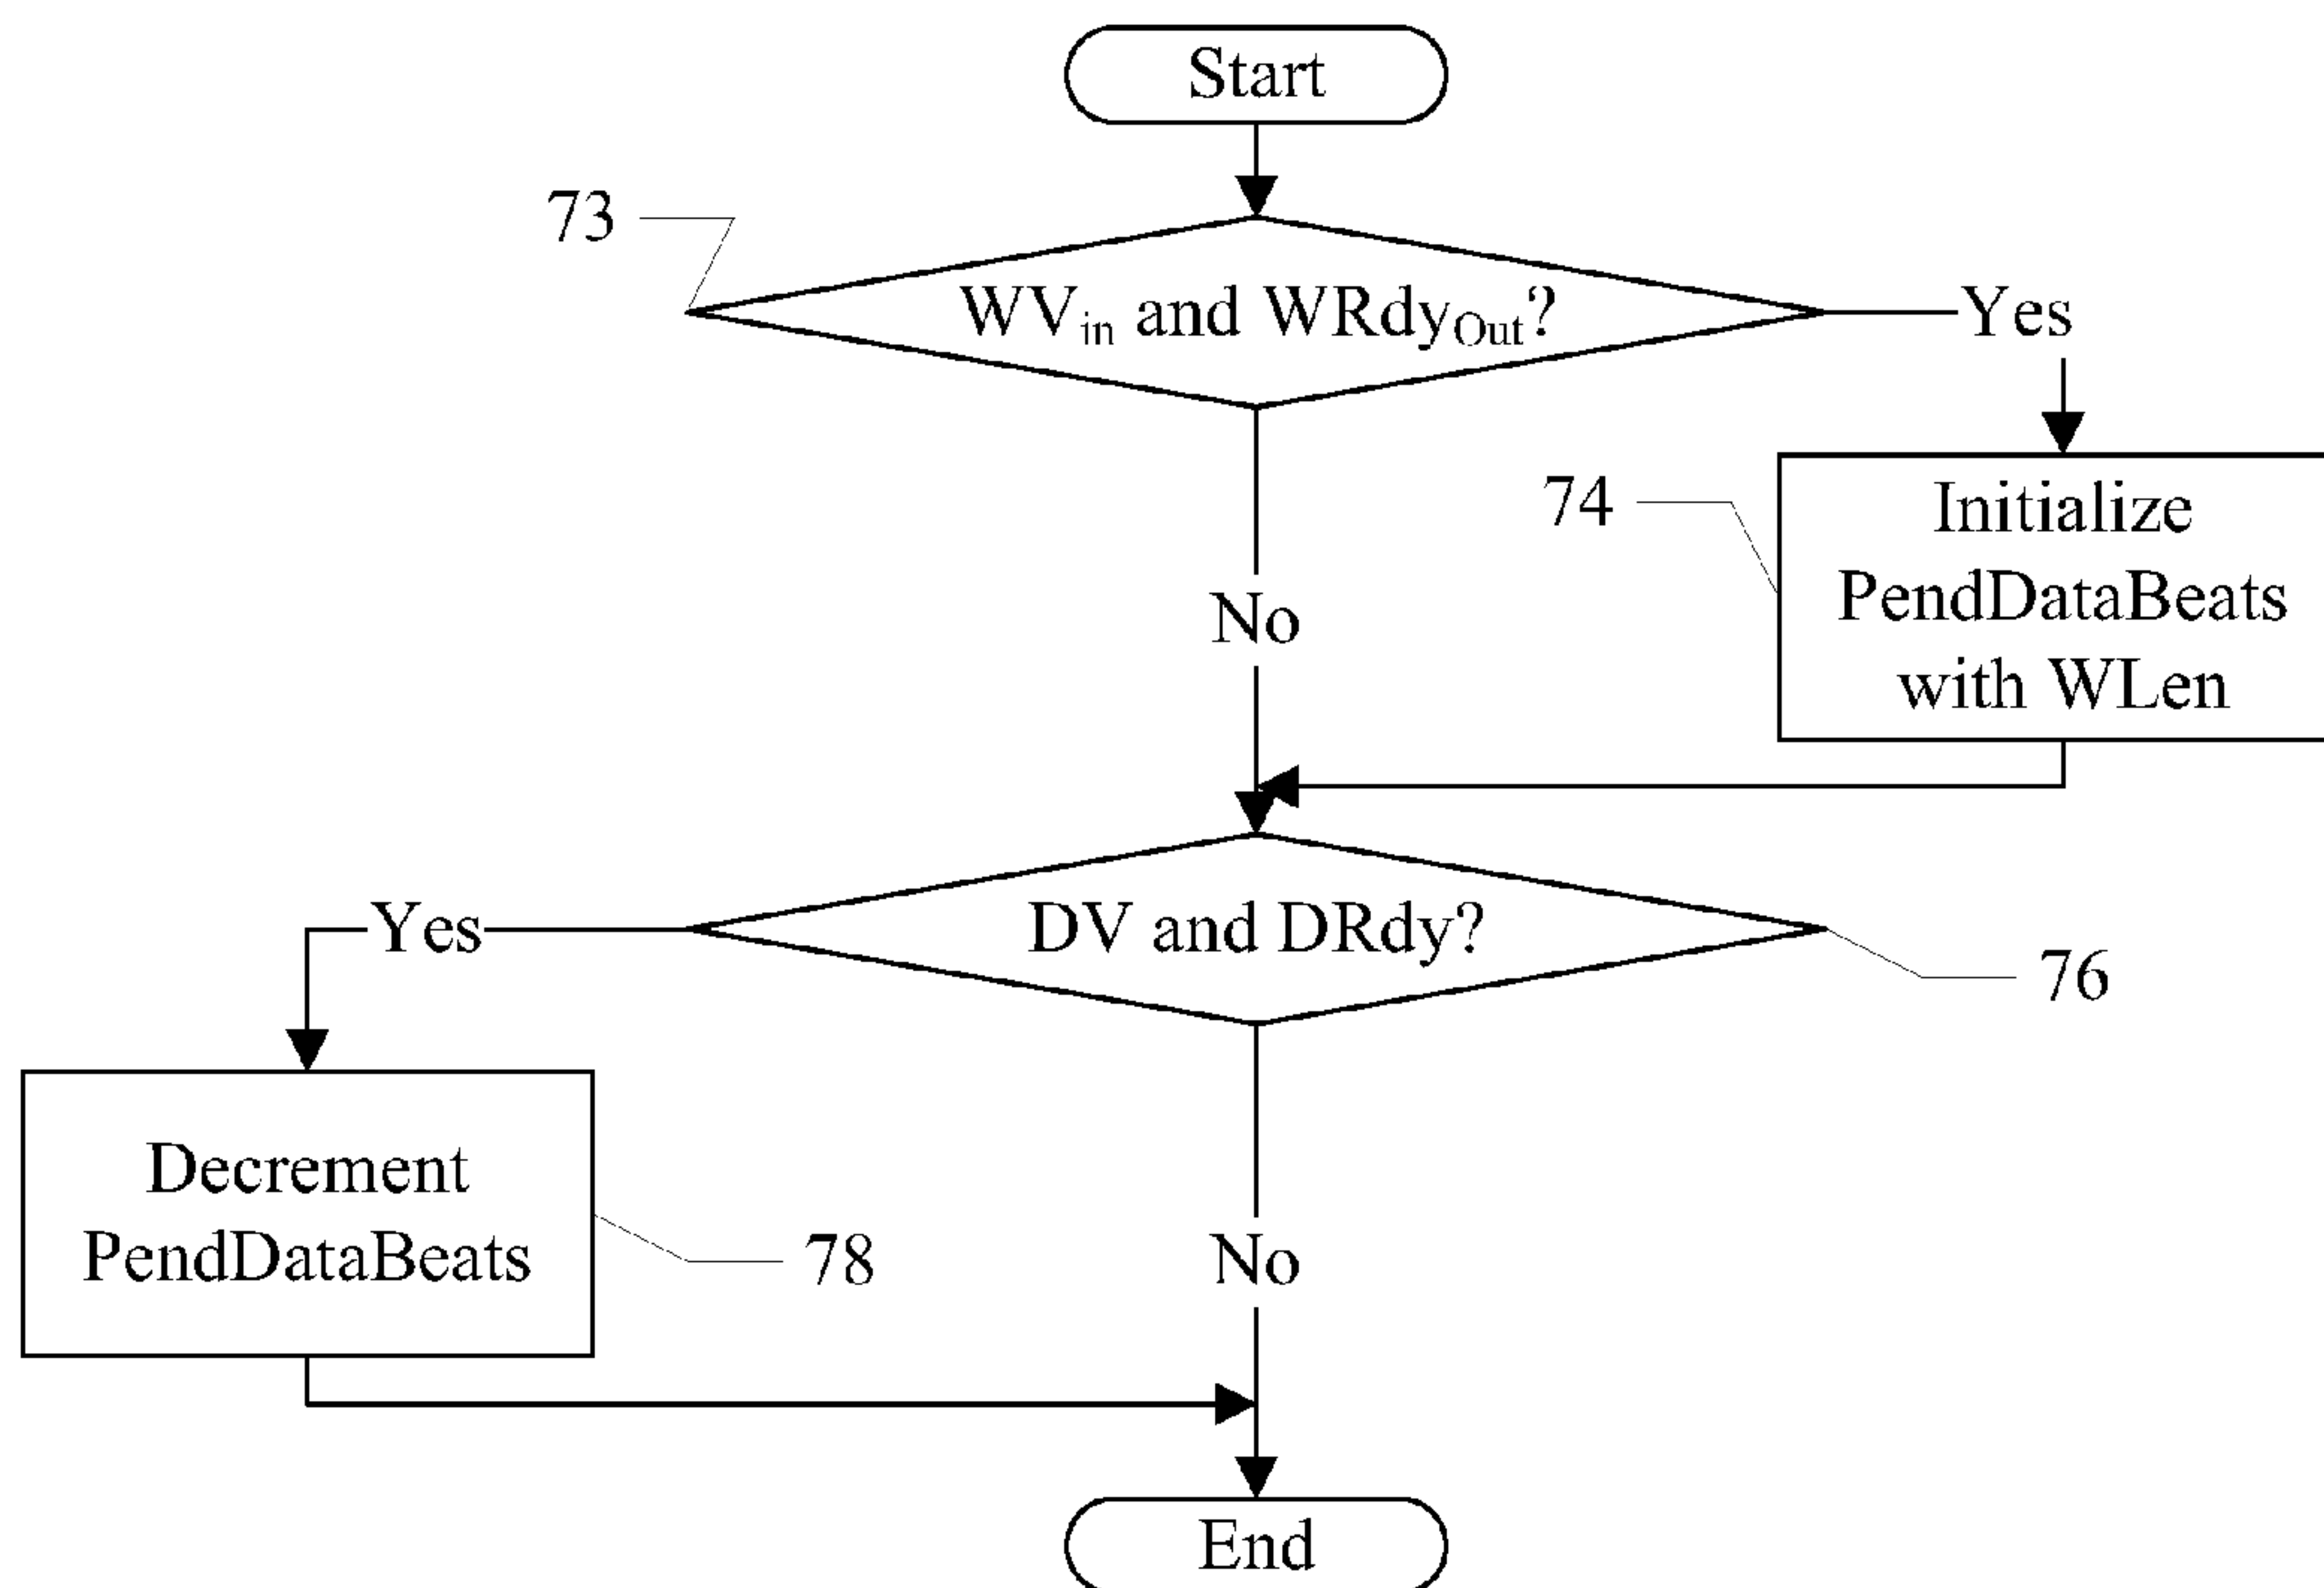 Start
73
WVin and WRdyOut?
Yes
74
Initialize
PendDataBeats
with WLen
No
DV and DRdy?
Yes
76
Decrement
PendDataBeats
78
No
End